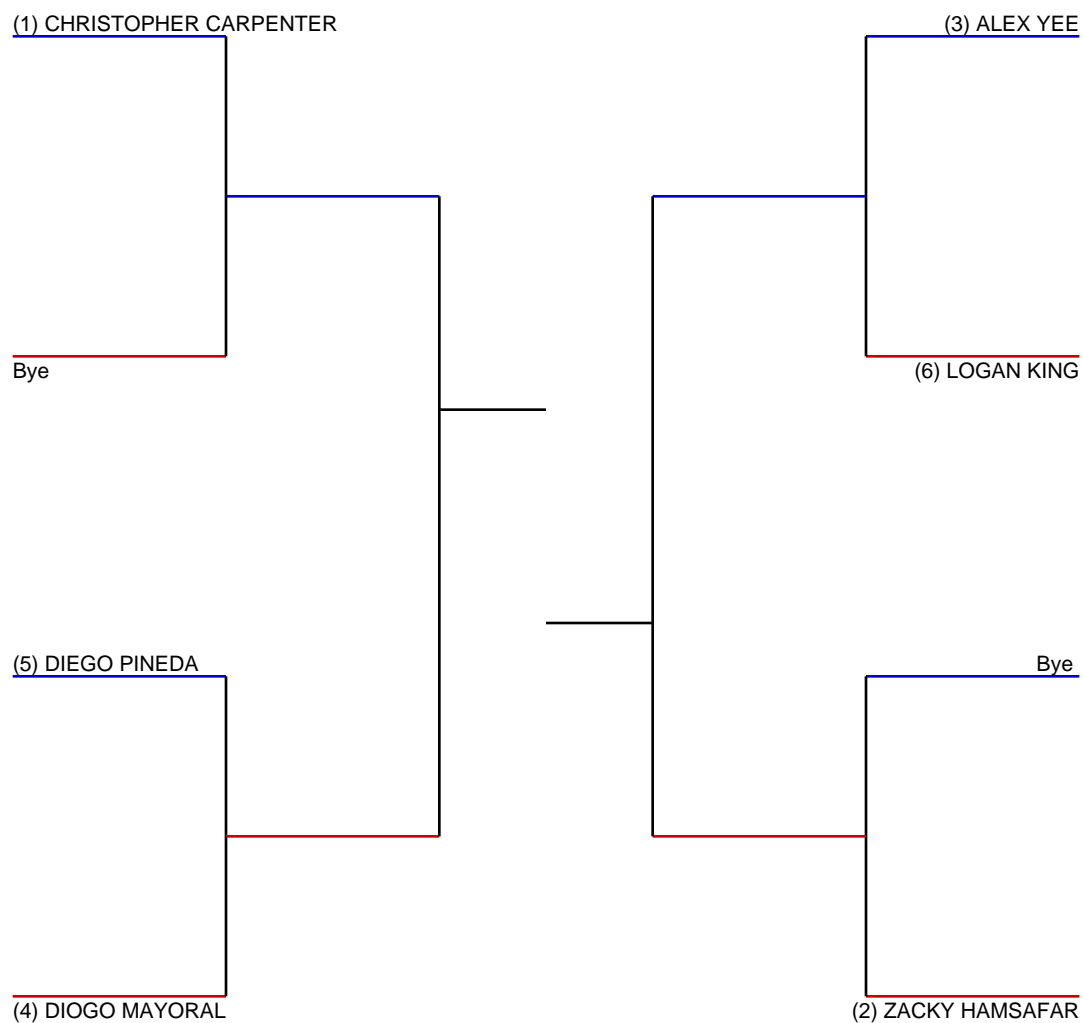 (1) CHRISTOPHER CARPENTER
(3) ALEX YEE
Bye
(6) LOGAN KING
(5) DIEGO PINEDA
Bye
(4) DIOGO MAYORAL
(2) ZACKY HAMSAFAR